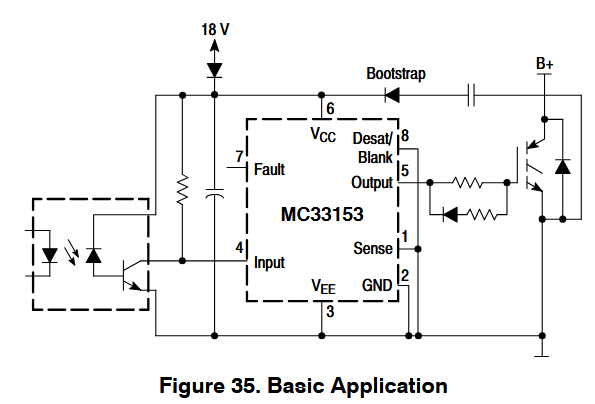 18 V
B+
Bootstrap
6
VCC
Desat/
Blank
8
7
Fault
5
Output
MC33153
4
Input
Sense
1
VEE
GND
2
3
Figure 35. Basic Application